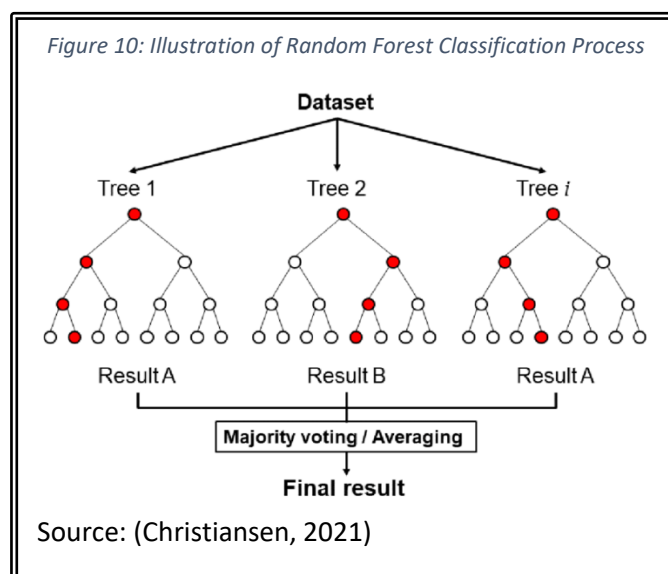 Figure 10: Illustration of Random Forest Classification Process
Dataset
Tree 1 Tree 2 Tree i
Result A Result B Result A
Majority voting / Averaging
Final result
Source: (Christiansen, 2021)